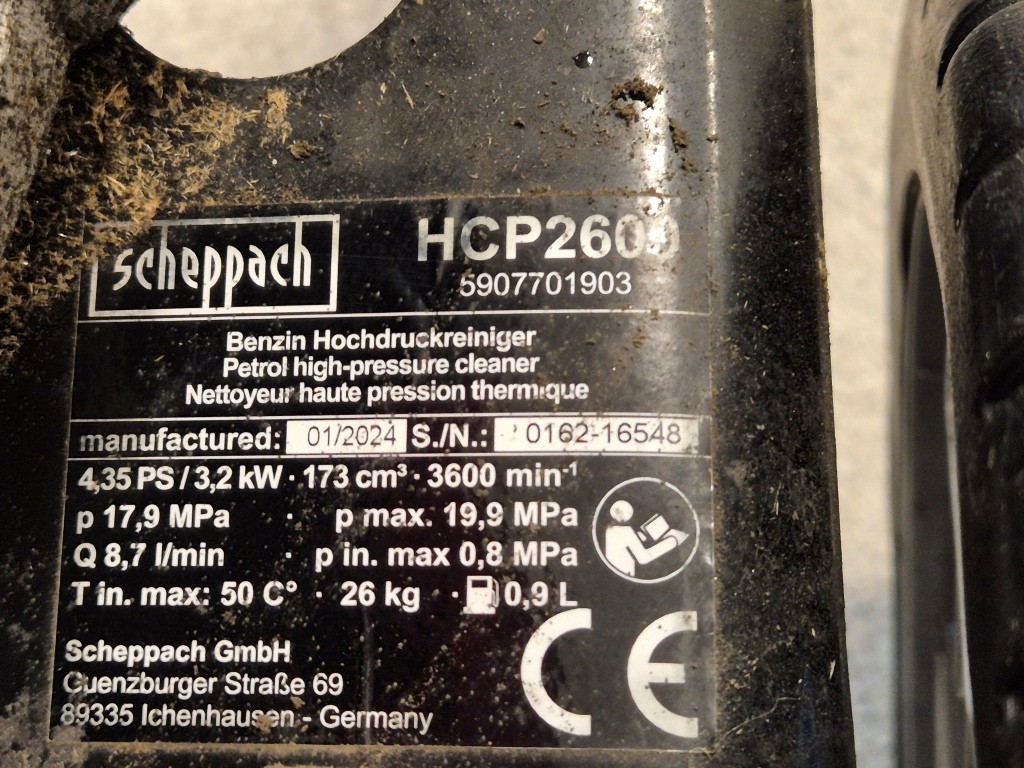 scheppach
HCP2600
5907701903
Benzin Hochdruckreiniger
Petrol high-pressure cleaner
Nettoyeur haute pression thermique
manufactured: 01/2024 S./N.: 0162-16548
4,35 PS / 3,2 kW · 173 cm³ · 3600 min⁻¹
p 17,9 MPa · p max. 19,9 MPa
Q 8,7 l/min · p in. max 0,8 MPa
T in. max: 50 C° · 26 kg · 0,9 L
Scheppach GmbH
Guenzburger Straße 69
89335 Ichenhausen - Germany
CE